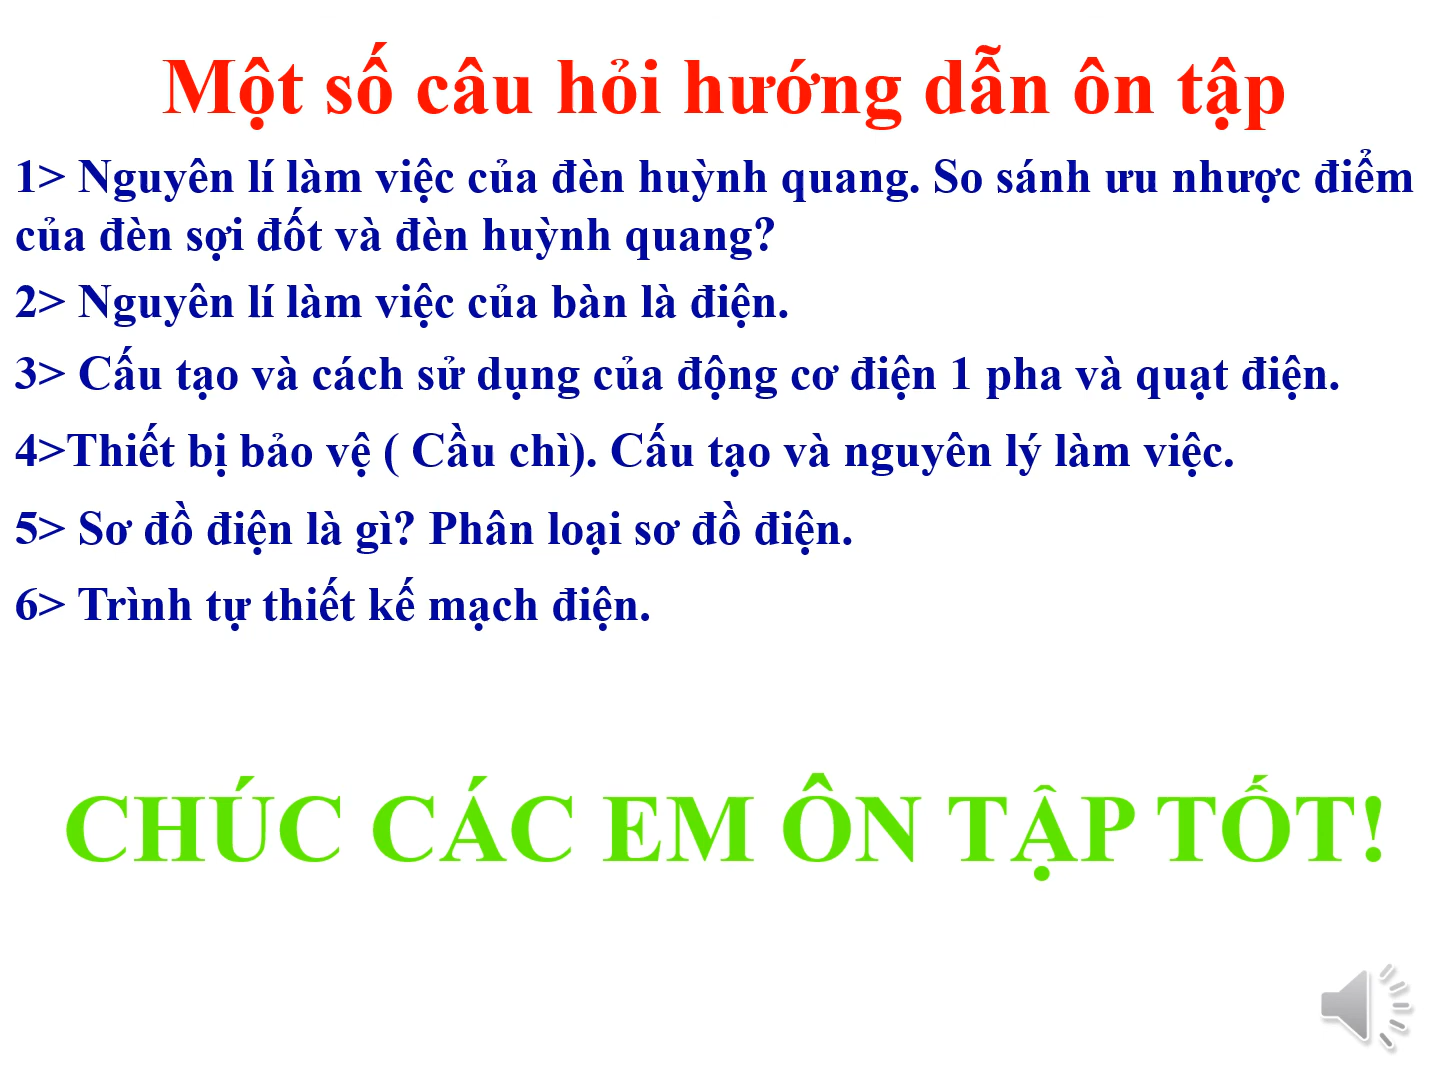 Một số câu hỏi hướng dẫn ôn tập
1> Nguyên lí làm việc của đèn huỳnh quang. So sánh ưu nhược điểm
của đèn sợi đốt và đèn huỳnh quang?
2> Nguyên lí làm việc của bàn là điện.
3> Cấu tạo và cách sử dụng của động cơ điện 1 pha và quạt điện.
4>Thiết bị bảo vệ ( Cầu chì). Cấu tạo và nguyên lý làm việc.
5> Sơ đồ điện là gì? Phân loại sơ đồ điện.
6> Trình tự thiết kế mạch điện.
CHÚC CÁC EM ÔN TẬP TỐT!